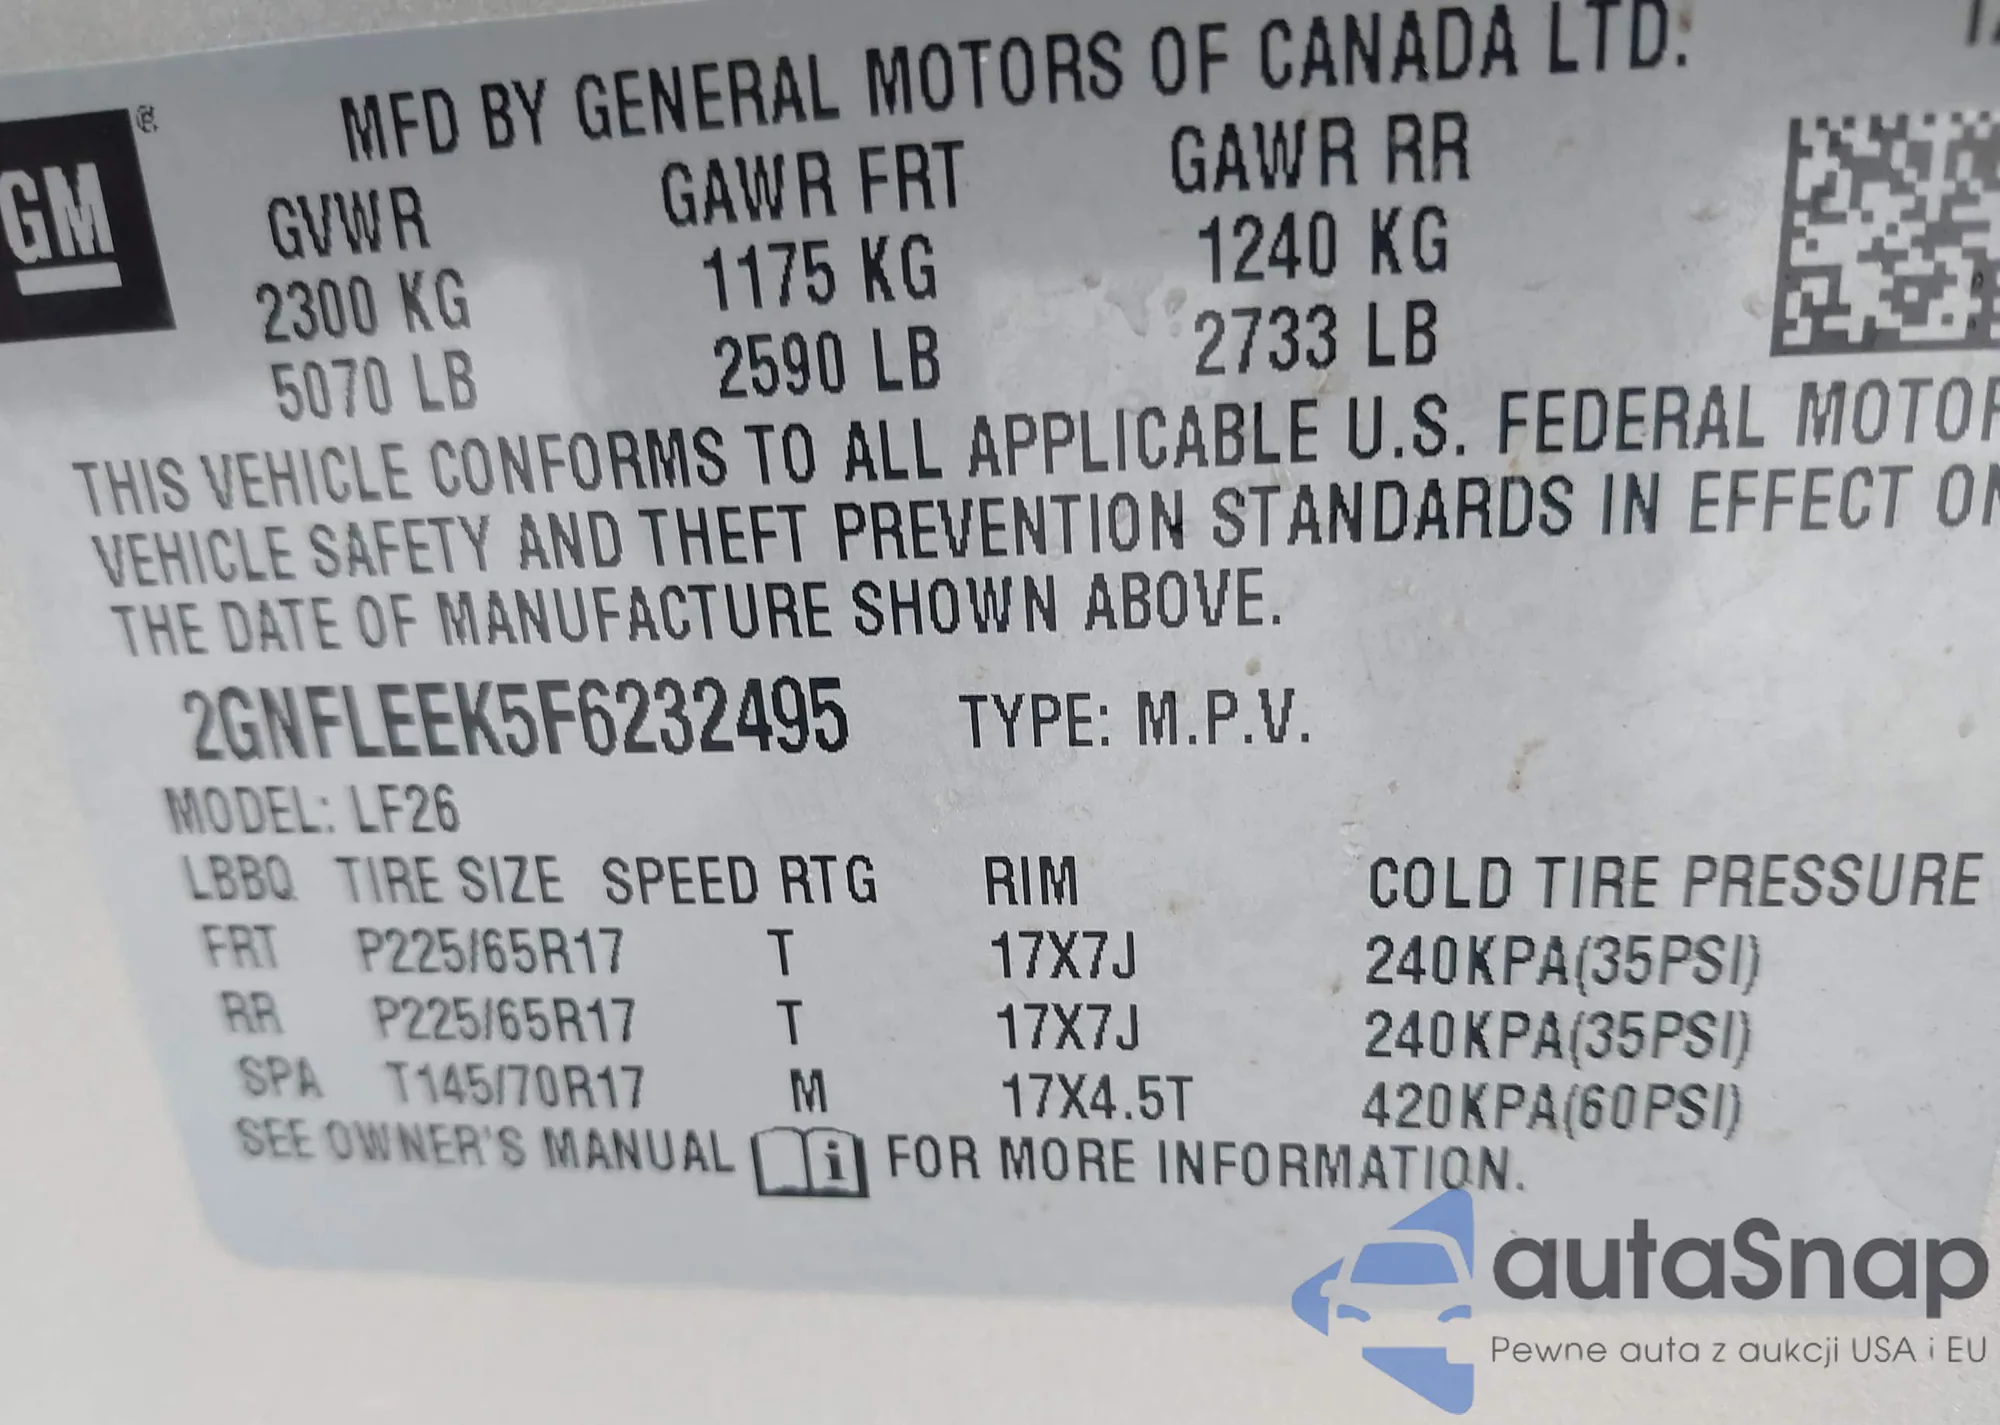 MFD BY GENERAL MOTORS OF CANADA LTD.
GM ®
GVWR GAWR FRT GAWR RR
2300 KG 1175 KG 1240 KG
5070 LB 2590 LB 2733 LB
THIS VEHICLE CONFORMS TO ALL APPLICABLE U.S. FEDERAL MOTOR
VEHICLE SAFETY AND THEFT PREVENTION STANDARDS IN EFFECT ON
THE DATE OF MANUFACTURE SHOWN ABOVE.
2GNFLEEK5F6232495 TYPE: M.P.V.
MODEL: LF26
LBBQ TIRE SIZE SPEED RTG RIM COLD TIRE PRESSURE
FRT P225/65R17 T 17X7J 240KPA(35PSI)
RR P225/65R17 T 17X7J 240KPA(35PSI)
SPA T145/70R17 M 17X4.5T 420KPA(60PSI)
SEE OWNER'S MANUAL i FOR MORE INFORMATION.
autaSnap
Pewne auta z aukcji USA i EU